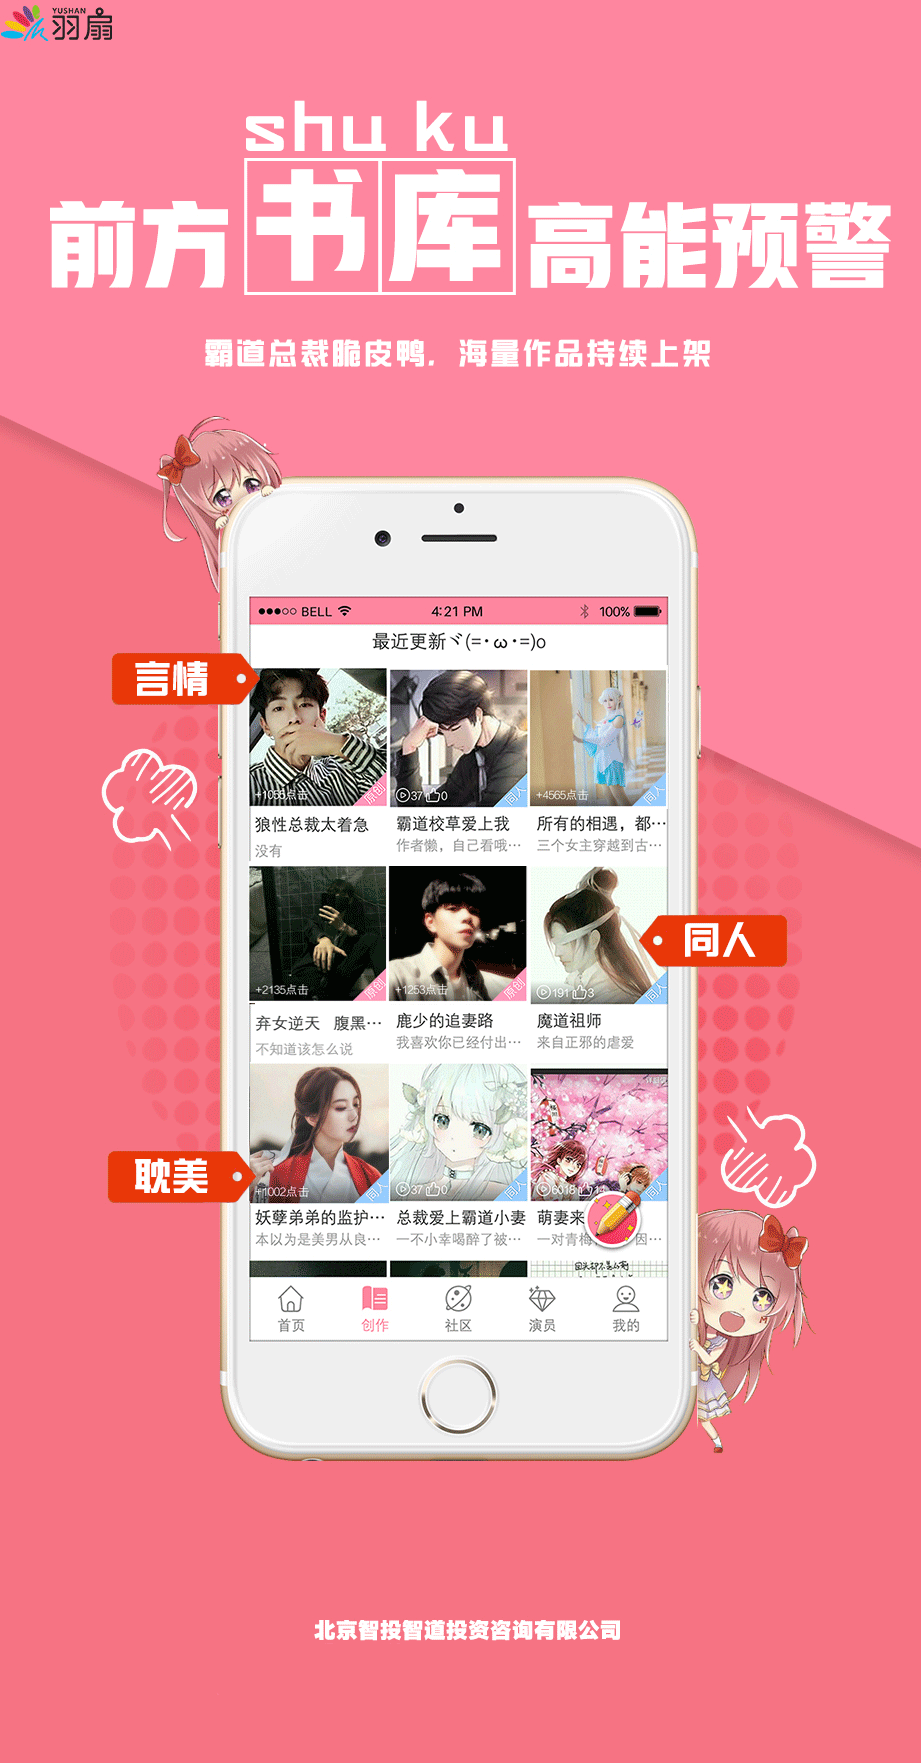 YUSHAN
羽扇
shu ku
前方书库高能预警
霸道总裁脆皮鸭，海量作品持续上架
BELL 4:21 PM 100%
最近更新ヾ(=･ω･=)o
言情
+1065点击 原创
37 0 同人
+4565点击 同人
狼性总裁太着急
霸道校草爱上我
所有的相遇，都…
没有
作者懒，自己看哦…
三个女主穿越到古…
同人
+2135点击 原创
+1253点击 原创
191 3 同人
弃女逆天 腹黑…
鹿少的追妻路
魔道祖师
不知道该怎么说
我喜欢你已经付出…
来自正邪的虐爱
耽美
+1002点击 同人
37 0 同人
6018 同人
妖孽弟弟的监护…
总裁爱上霸道小妻
萌妻来
本以为是美男从良…
一不小幸喝醉了被…
一对青梅 因…
首页
创作
社区
演员
我的
北京智投智道投资咨询有限公司